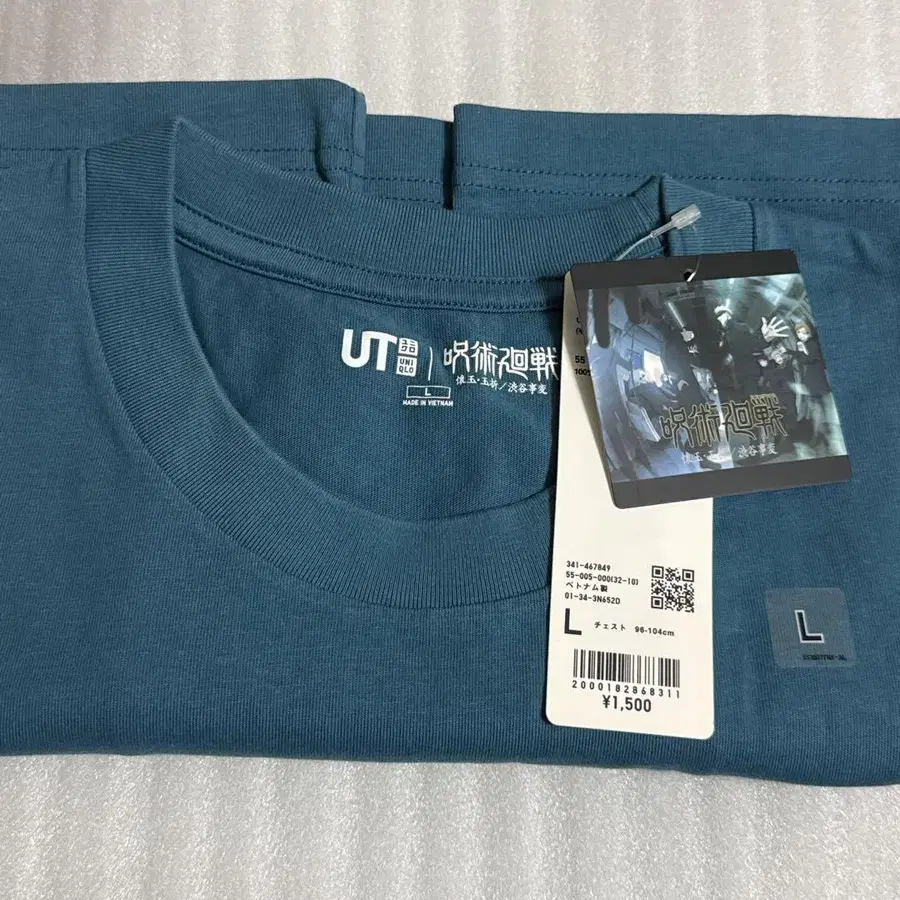 UT
UNI
QLO
呪術廻戦
懐玉・玉折／渋谷事変
L
MADE IN VIETNAM
呪術廻戦
懐玉・玉折／渋谷事変
341-467849
55-005-000(32-10)
ベトナム製
01-34-3N652D
L チェスト 96-104cm
2000182868311
¥1,500
L